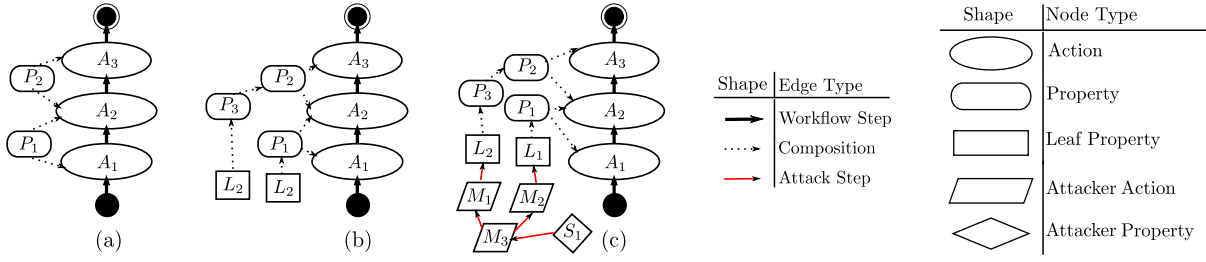 A₃
P₂
A₂
P₁
A₁
(a)
A₃
P₂
P₃
A₂
P₁
A₁
L₂
L₂
(b)
A₃
P₂
P₃
P₁
A₂
L₂
L₁
A₁
M₁
M₂
M₃
S₁
(c)
Shape Edge Type
Workflow Step
Composition
Attack Step
Shape Node Type
Action
Property
Leaf Property
Attacker Action
Attacker Property